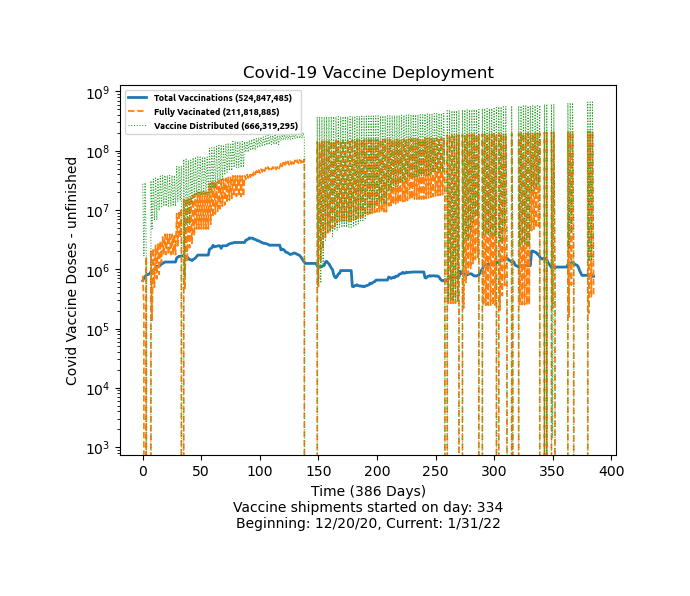 Covid-19 Vaccine Deployment
Total Vaccinations (524,847,485)
Fully Vacinated (211,818,885)
Vaccine Distributed (666,319,295)
Covid Vaccine Doses - unfinished
10⁹
10⁸
10⁷
10⁶
10⁵
10⁴
10³
0 50 100 150 200 250 300 350 400
Time (386 Days)
Vaccine shipments started on day: 334
Beginning: 12/20/20, Current: 1/31/22